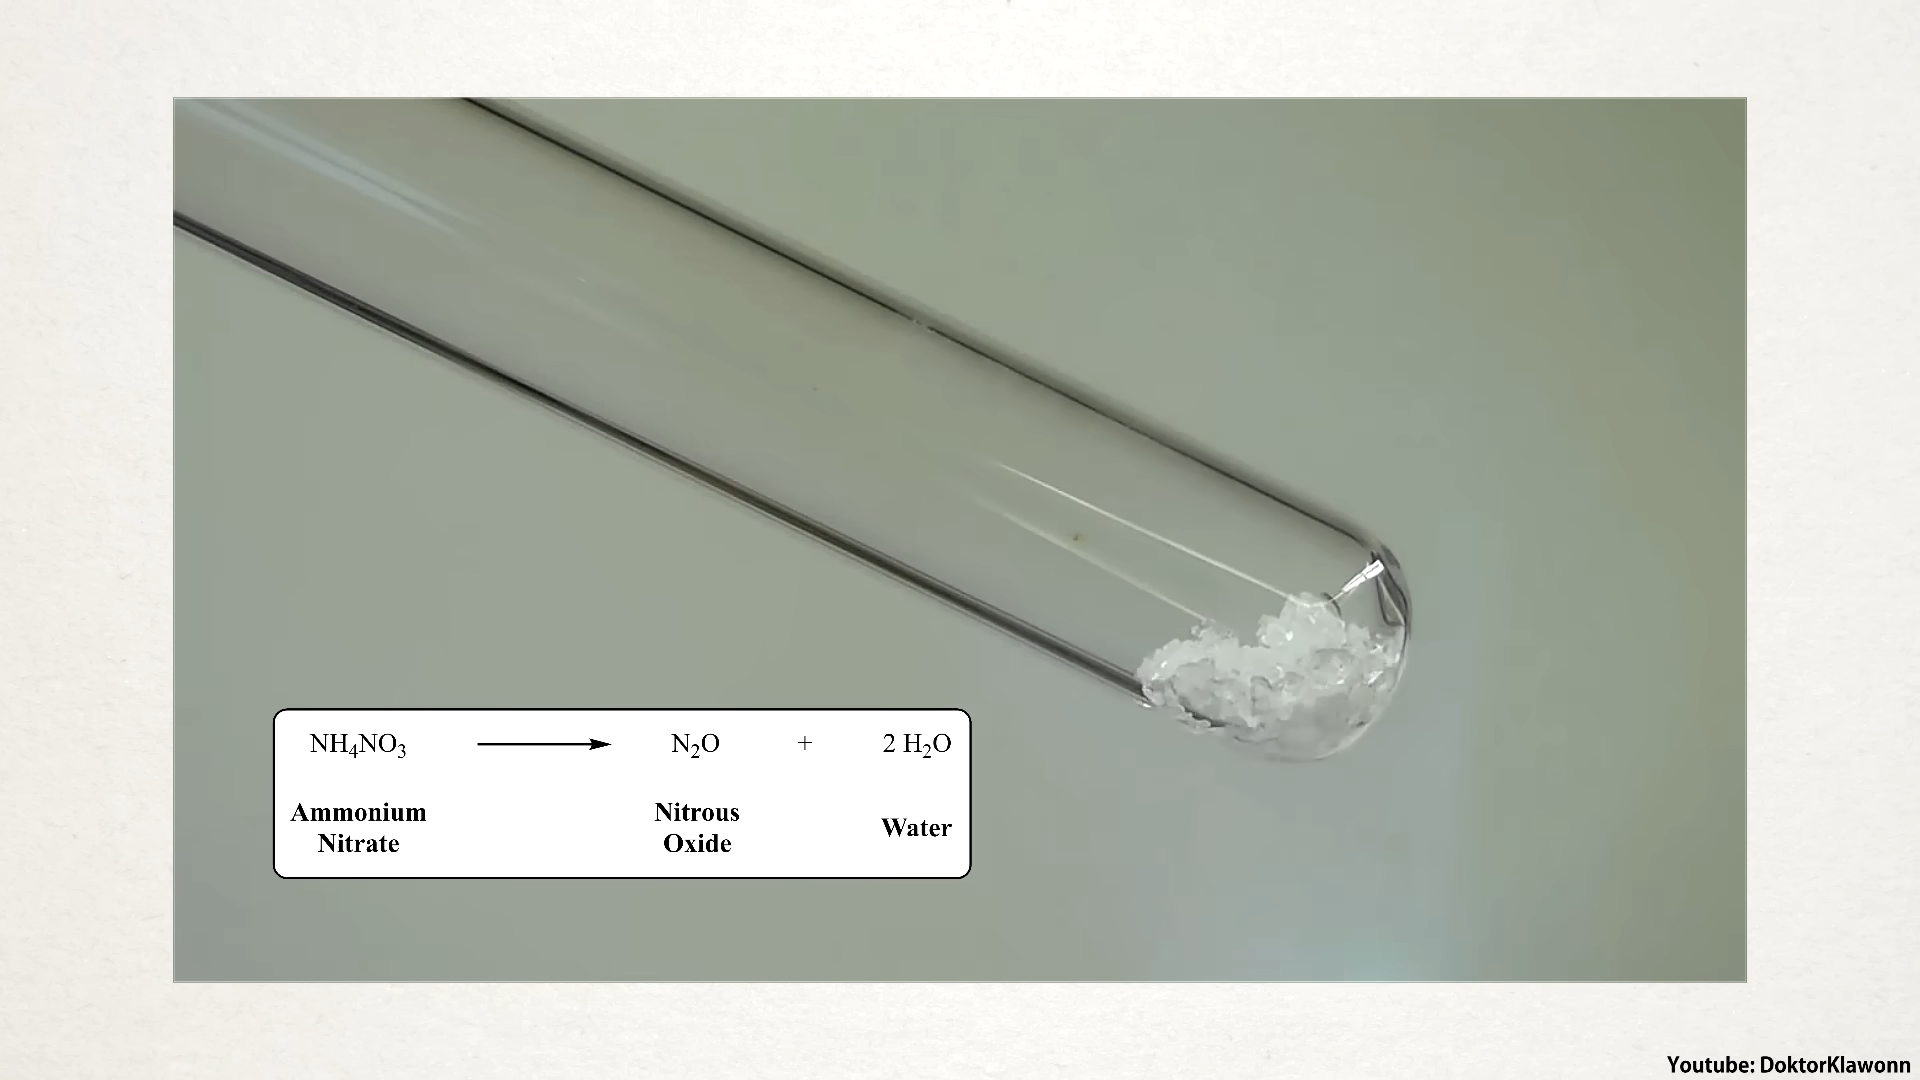 NH₄NO₃ ⟶ N₂O + 2 H₂O
Ammonium Nitrous Water
Nitrate Oxide
Youtube: DoktorKlawonn